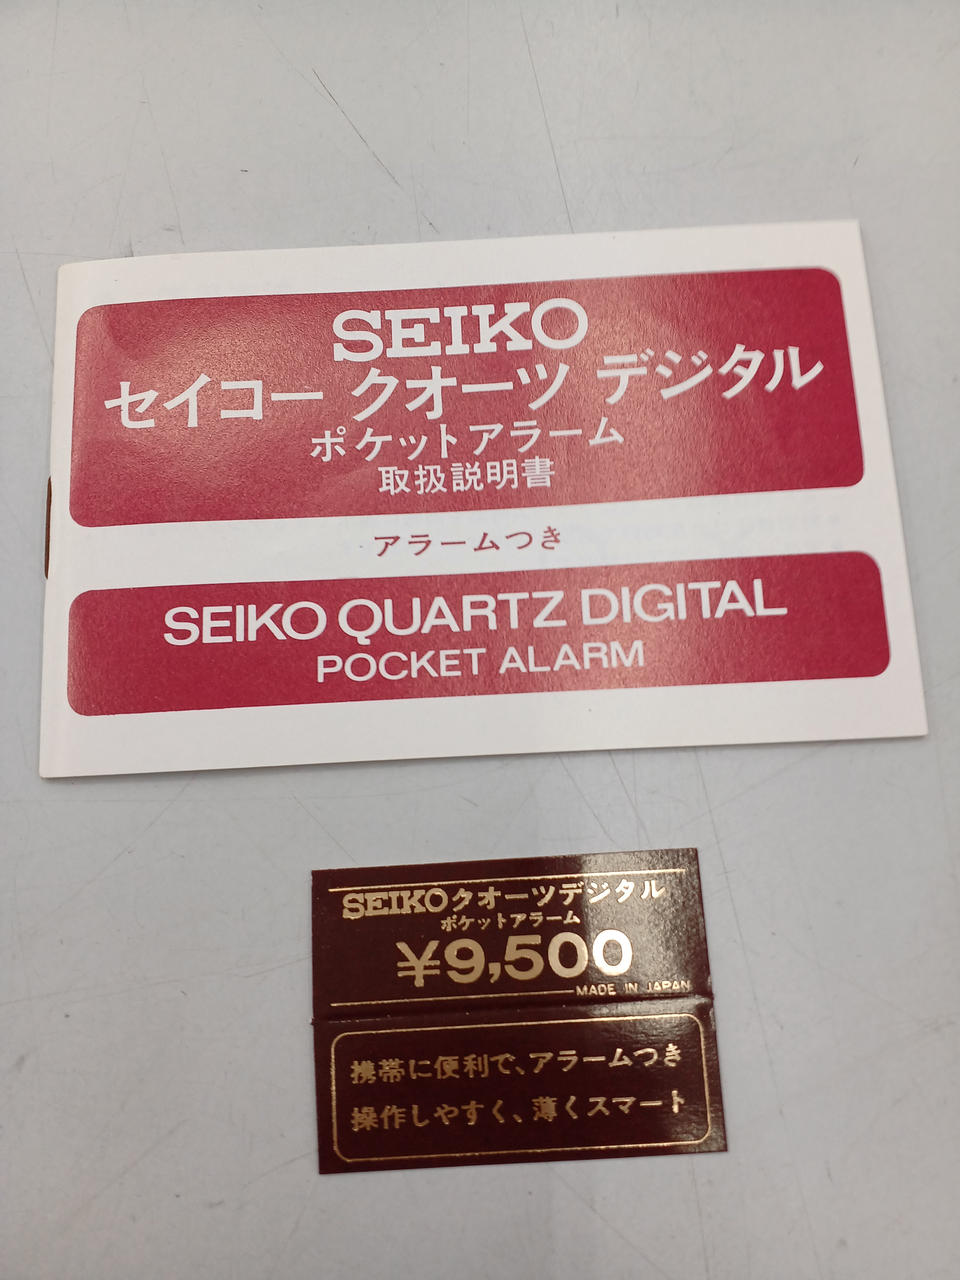 SEIKO
セイコー クオーツ デジタル
ポケットアラーム
取扱説明書
アラームつき
SEIKO QUARTZ DIGITAL
POCKET ALARM
SEIKOクオーツデジタル
ポケットアラーム
¥9,500
MADE IN JAPAN
携帯に便利で、アラームつき
操作しやすく、薄くスマート